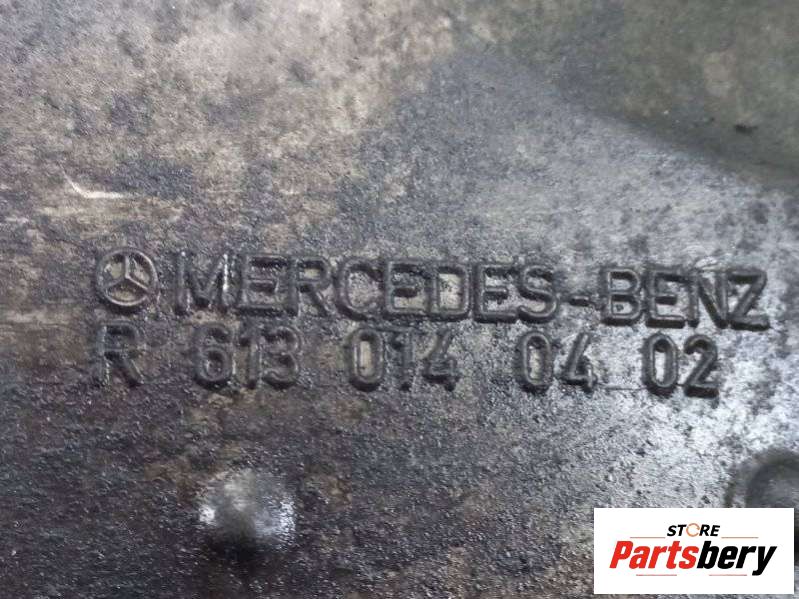 MERCEDES-BENZ
R 613 014 04 02
STORE
Partsbery